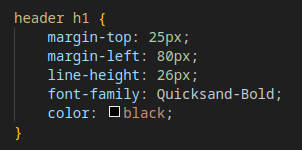 header h1 {
    margin-top: 25px;
    margin-left: 80px;
    line-height: 26px;
    font-family: Quicksand-Bold;
    color: black;
}